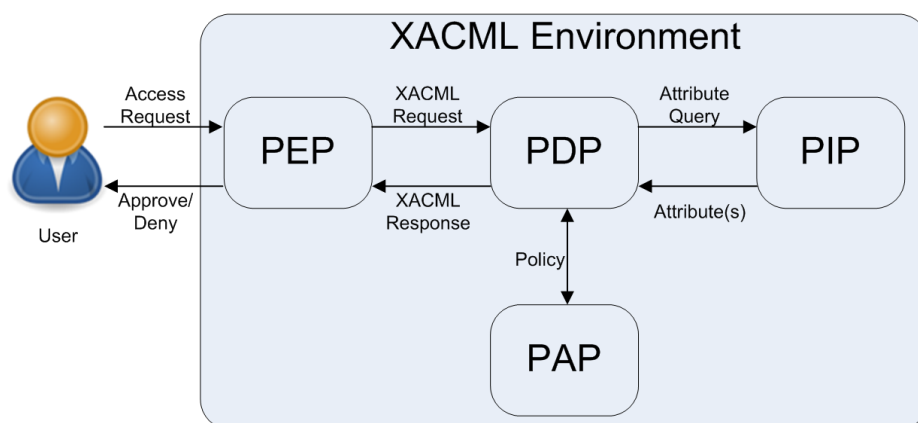 XACML Environment
Access
Request
XACML
Request
Attribute
Query
PEP
PDP
PIP
Approve/
Deny
XACML
Response
Attribute(s)
User
Policy
PAP